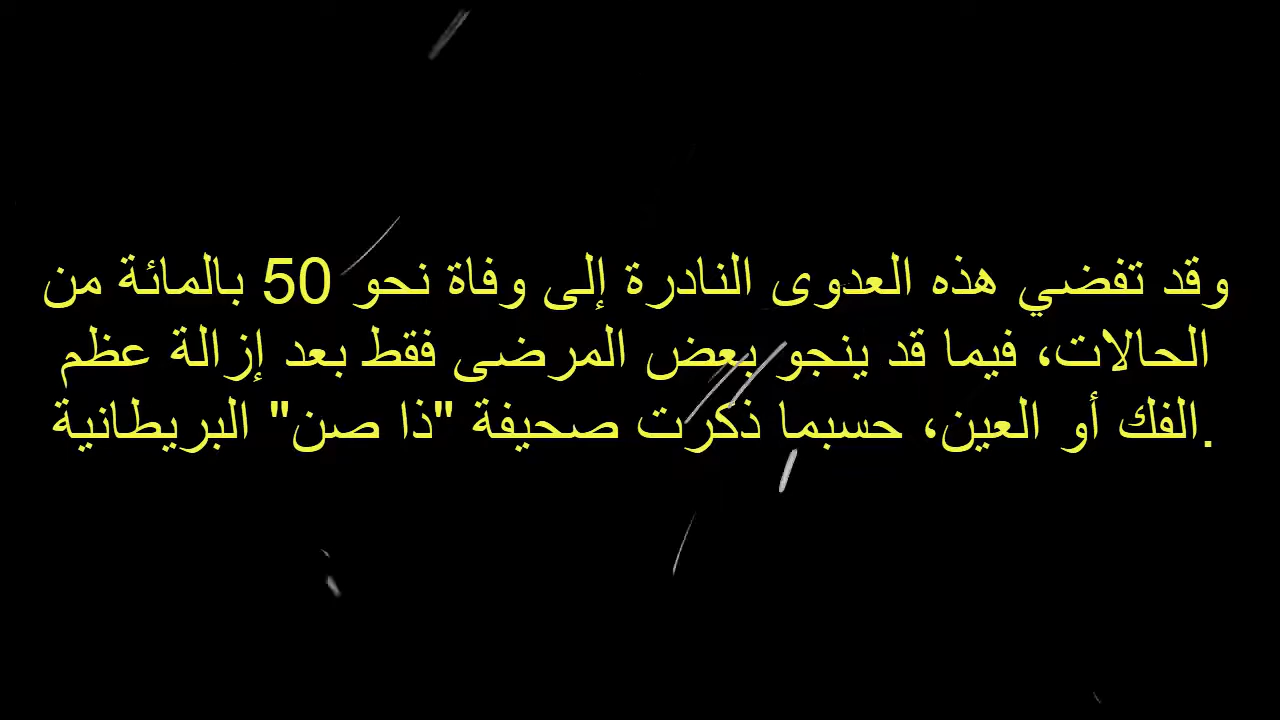 وقد تفضي هذه العدوى النادرة إلى وفاة نحو 50 بالمائة من
الحالات، فيما قد ينجو بعض المرضى فقط بعد إزالة عظم
الفك أو العين، حسبما ذكرت صحيفة "ذا صن" البريطانية.